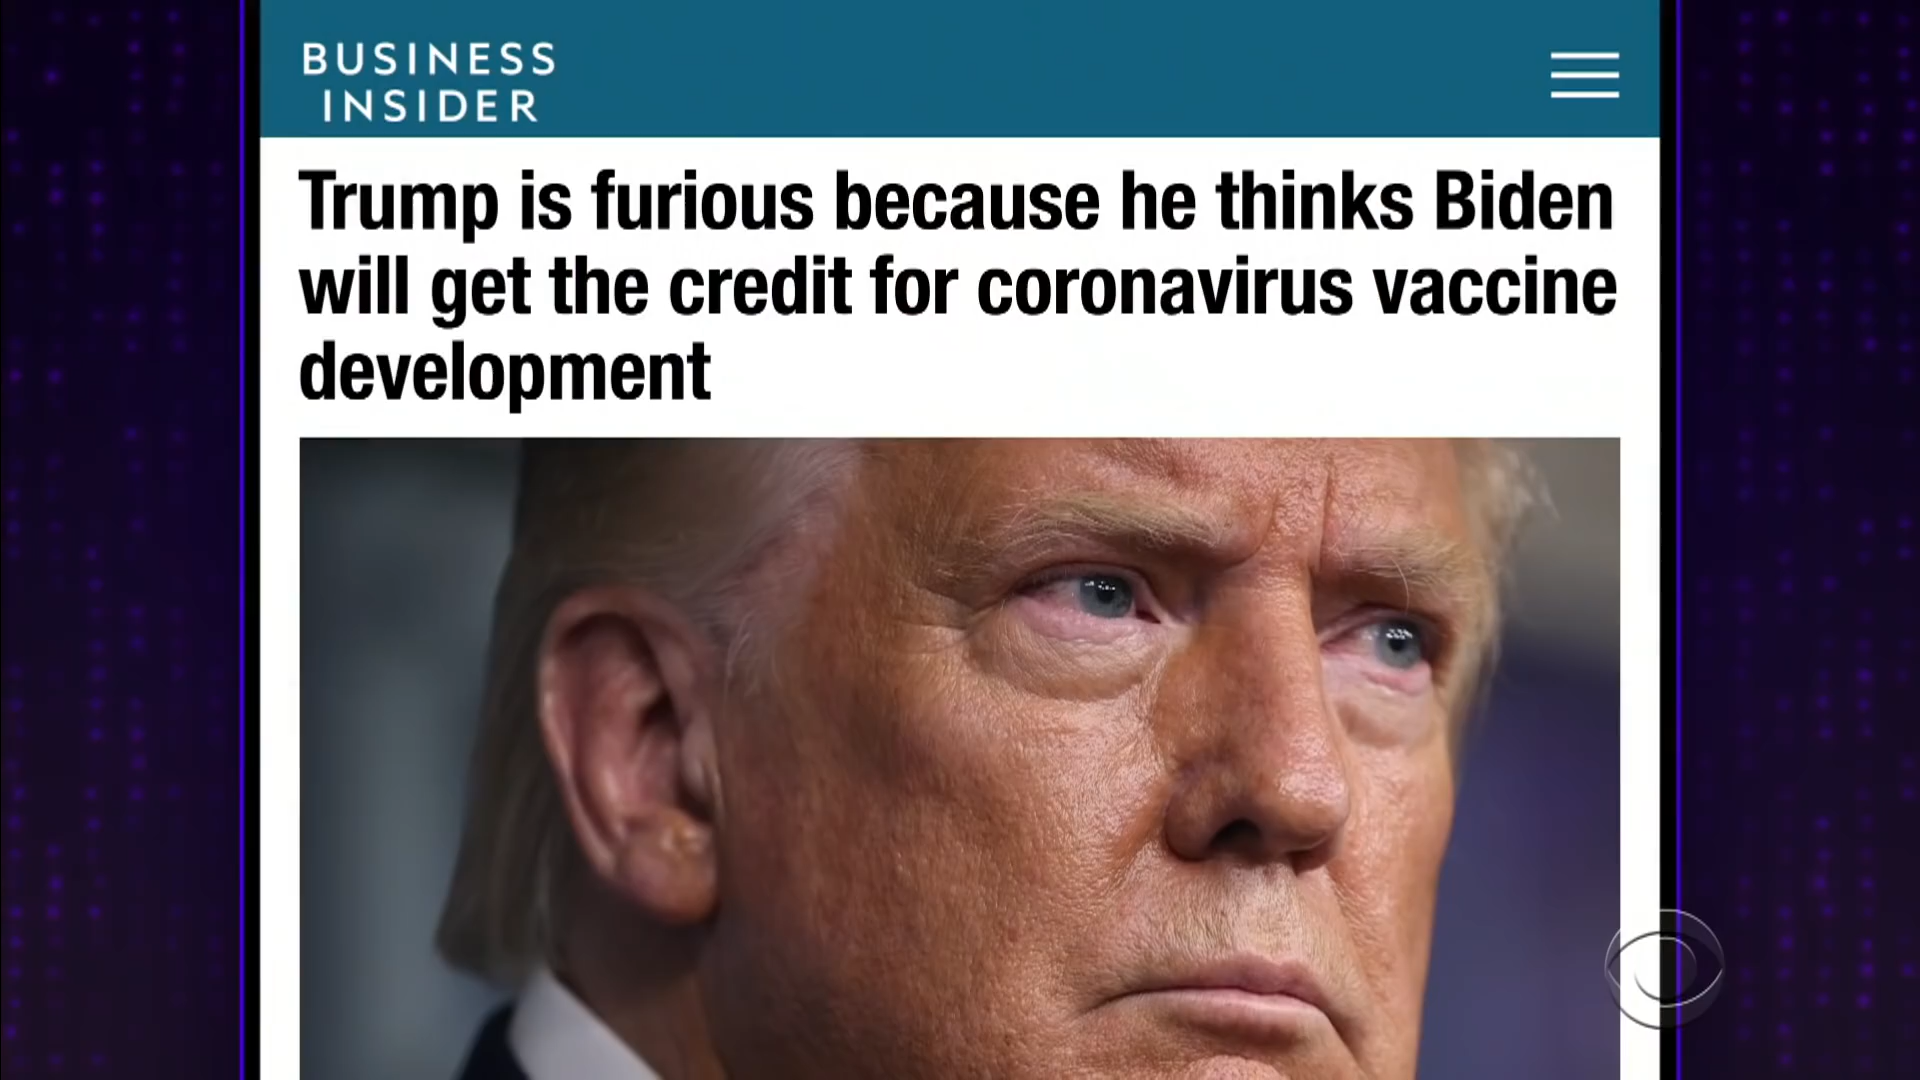 BUSINESS
INSIDER
Trump is furious because he thinks Biden
will get the credit for coronavirus vaccine
development